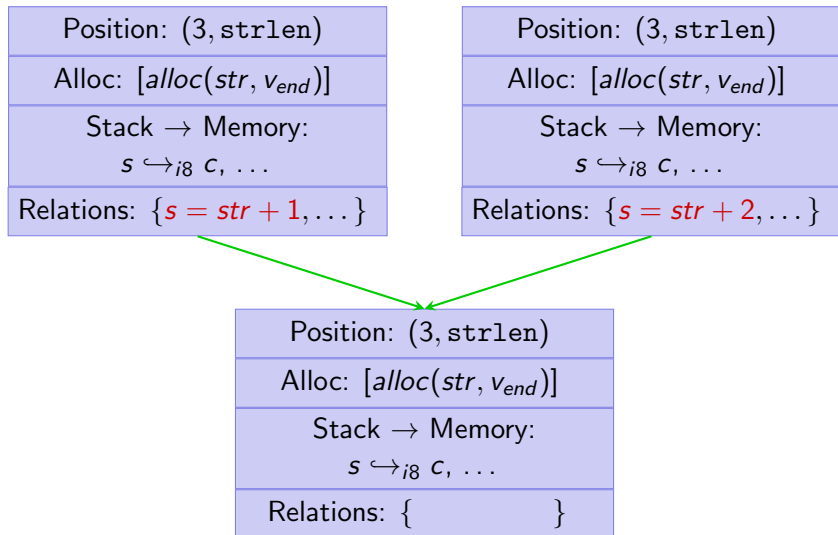 Position: (3, strlen)
Alloc: [alloc(str, v_end)]
Stack → Memory:
s ↪_i8 c, …
Relations: {s = str + 1, … }
Position: (3, strlen)
Alloc: [alloc(str, v_end)]
Stack → Memory:
s ↪_i8 c, …
Relations: {s = str + 2, … }
Position: (3, strlen)
Alloc: [alloc(str, v_end)]
Stack → Memory:
s ↪_i8 c, …
Relations: { }